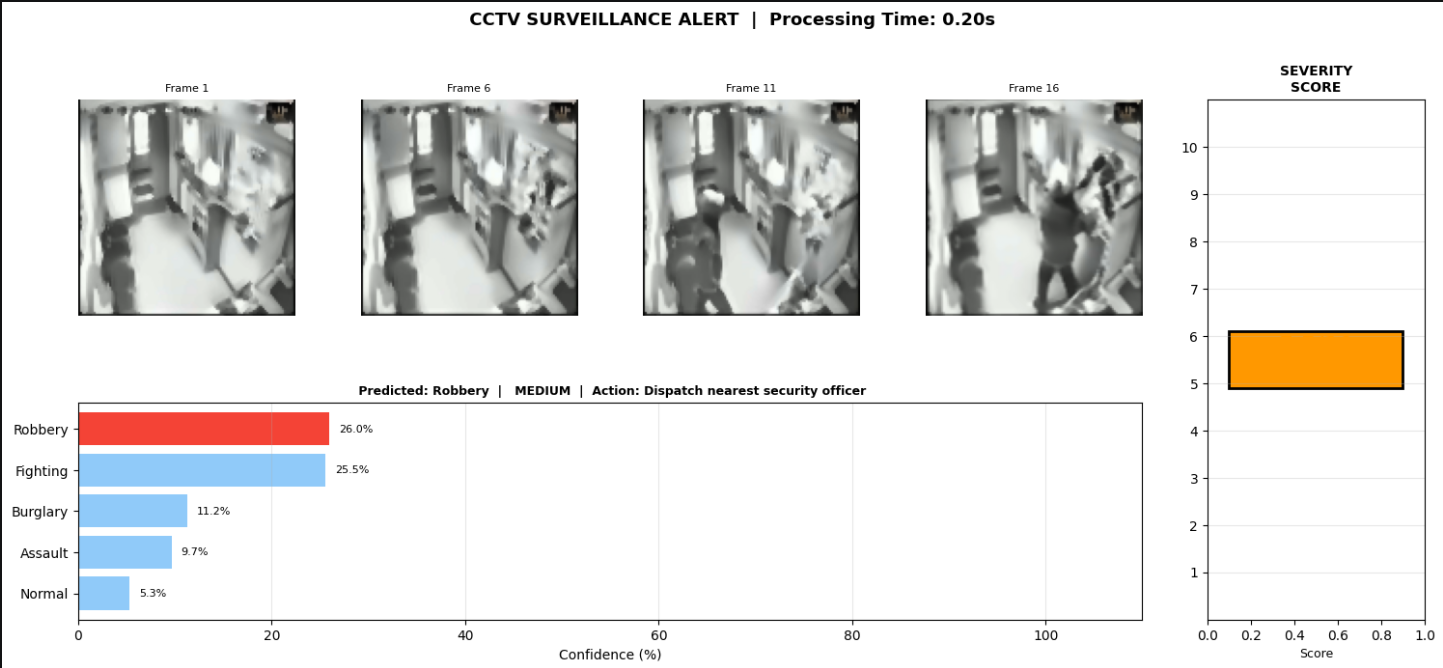 CCTV SURVEILLANCE ALERT | Processing Time: 0.20s
Frame 1
Frame 6
Frame 11
Frame 16
Predicted: Robbery | MEDIUM | Action: Dispatch nearest security officer
Robbery
26.0%
Fighting
25.5%
Burglary
11.2%
Assault
9.7%
Normal
5.3%
0 20 40 60 80 100
Confidence (%)
SEVERITY
SCORE
10
9
8
7
6
5
4
3
2
1
0.0 0.2 0.4 0.6 0.8 1.0
Score